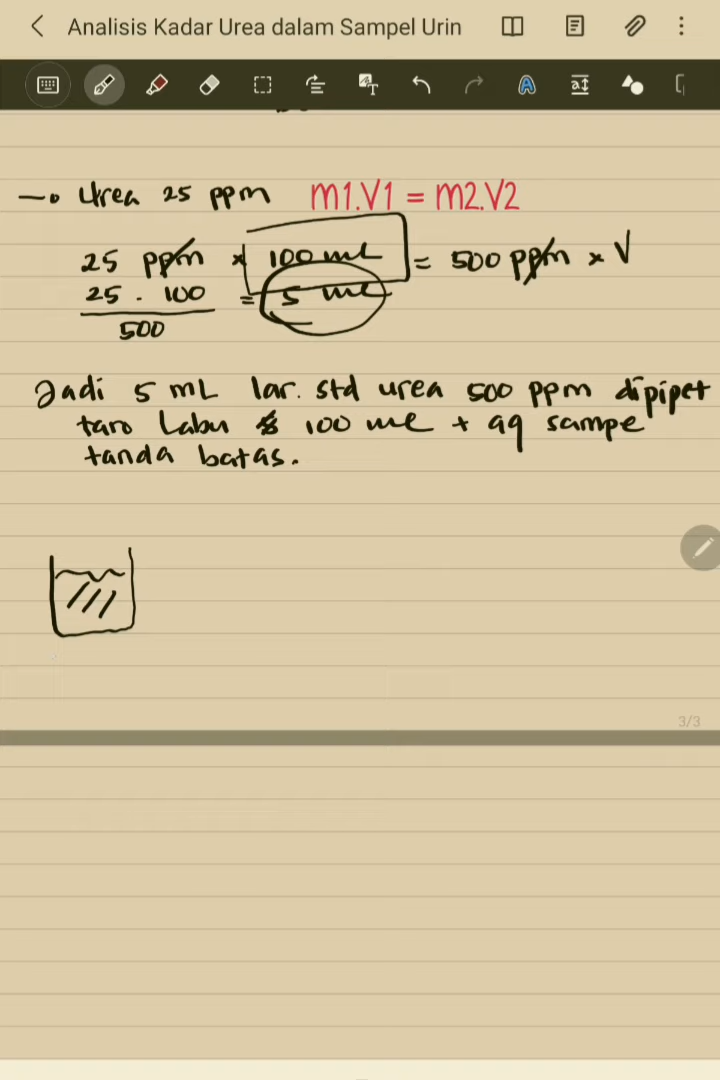 Analisis Kadar Urea dalam Sampel Urin
Urea 25 ppm m1.V1 = m2.V2
25 ppm x 100 ml = 500 ppm x V
25 . 100 = 5 ml
500
Jadi 5 mL lar. std urea 500 ppm dipipet
taro labu 100 ml + aq sampe
tanda batas.
3/3